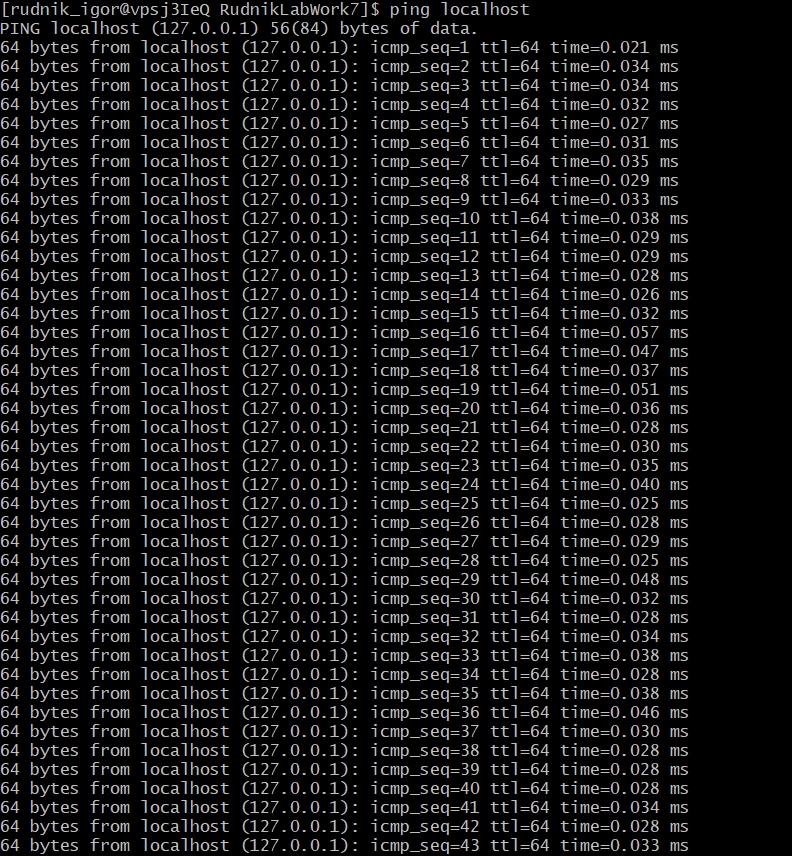 [rudnik_igor@vpsj3IeQ RudnikLabWork7]$ ping localhost
PING localhost (127.0.0.1) 56(84) bytes of data.
64 bytes from localhost (127.0.0.1): icmp_seq=1 ttl=64 time=0.021 ms
64 bytes from localhost (127.0.0.1): icmp_seq=2 ttl=64 time=0.034 ms
64 bytes from localhost (127.0.0.1): icmp_seq=3 ttl=64 time=0.034 ms
64 bytes from localhost (127.0.0.1): icmp_seq=4 ttl=64 time=0.032 ms
64 bytes from localhost (127.0.0.1): icmp_seq=5 ttl=64 time=0.027 ms
64 bytes from localhost (127.0.0.1): icmp_seq=6 ttl=64 time=0.031 ms
64 bytes from localhost (127.0.0.1): icmp_seq=7 ttl=64 time=0.035 ms
64 bytes from localhost (127.0.0.1): icmp_seq=8 ttl=64 time=0.029 ms
64 bytes from localhost (127.0.0.1): icmp_seq=9 ttl=64 time=0.033 ms
64 bytes from localhost (127.0.0.1): icmp_seq=10 ttl=64 time=0.038 ms
64 bytes from localhost (127.0.0.1): icmp_seq=11 ttl=64 time=0.029 ms
64 bytes from localhost (127.0.0.1): icmp_seq=12 ttl=64 time=0.029 ms
64 bytes from localhost (127.0.0.1): icmp_seq=13 ttl=64 time=0.028 ms
64 bytes from localhost (127.0.0.1): icmp_seq=14 ttl=64 time=0.026 ms
64 bytes from localhost (127.0.0.1): icmp_seq=15 ttl=64 time=0.032 ms
64 bytes from localhost (127.0.0.1): icmp_seq=16 ttl=64 time=0.057 ms
64 bytes from localhost (127.0.0.1): icmp_seq=17 ttl=64 time=0.047 ms
64 bytes from localhost (127.0.0.1): icmp_seq=18 ttl=64 time=0.037 ms
64 bytes from localhost (127.0.0.1): icmp_seq=19 ttl=64 time=0.051 ms
64 bytes from localhost (127.0.0.1): icmp_seq=20 ttl=64 time=0.036 ms
64 bytes from localhost (127.0.0.1): icmp_seq=21 ttl=64 time=0.028 ms
64 bytes from localhost (127.0.0.1): icmp_seq=22 ttl=64 time=0.030 ms
64 bytes from localhost (127.0.0.1): icmp_seq=23 ttl=64 time=0.035 ms
64 bytes from localhost (127.0.0.1): icmp_seq=24 ttl=64 time=0.040 ms
64 bytes from localhost (127.0.0.1): icmp_seq=25 ttl=64 time=0.025 ms
64 bytes from localhost (127.0.0.1): icmp_seq=26 ttl=64 time=0.028 ms
64 bytes from localhost (127.0.0.1): icmp_seq=27 ttl=64 time=0.029 ms
64 bytes from localhost (127.0.0.1): icmp_seq=28 ttl=64 time=0.025 ms
64 bytes from localhost (127.0.0.1): icmp_seq=29 ttl=64 time=0.048 ms
64 bytes from localhost (127.0.0.1): icmp_seq=30 ttl=64 time=0.032 ms
64 bytes from localhost (127.0.0.1): icmp_seq=31 ttl=64 time=0.028 ms
64 bytes from localhost (127.0.0.1): icmp_seq=32 ttl=64 time=0.034 ms
64 bytes from localhost (127.0.0.1): icmp_seq=33 ttl=64 time=0.038 ms
64 bytes from localhost (127.0.0.1): icmp_seq=34 ttl=64 time=0.028 ms
64 bytes from localhost (127.0.0.1): icmp_seq=35 ttl=64 time=0.038 ms
64 bytes from localhost (127.0.0.1): icmp_seq=36 ttl=64 time=0.046 ms
64 bytes from localhost (127.0.0.1): icmp_seq=37 ttl=64 time=0.030 ms
64 bytes from localhost (127.0.0.1): icmp_seq=38 ttl=64 time=0.028 ms
64 bytes from localhost (127.0.0.1): icmp_seq=39 ttl=64 time=0.028 ms
64 bytes from localhost (127.0.0.1): icmp_seq=40 ttl=64 time=0.028 ms
64 bytes from localhost (127.0.0.1): icmp_seq=41 ttl=64 time=0.034 ms
64 bytes from localhost (127.0.0.1): icmp_seq=42 ttl=64 time=0.028 ms
64 bytes from localhost (127.0.0.1): icmp_seq=43 ttl=64 time=0.033 ms